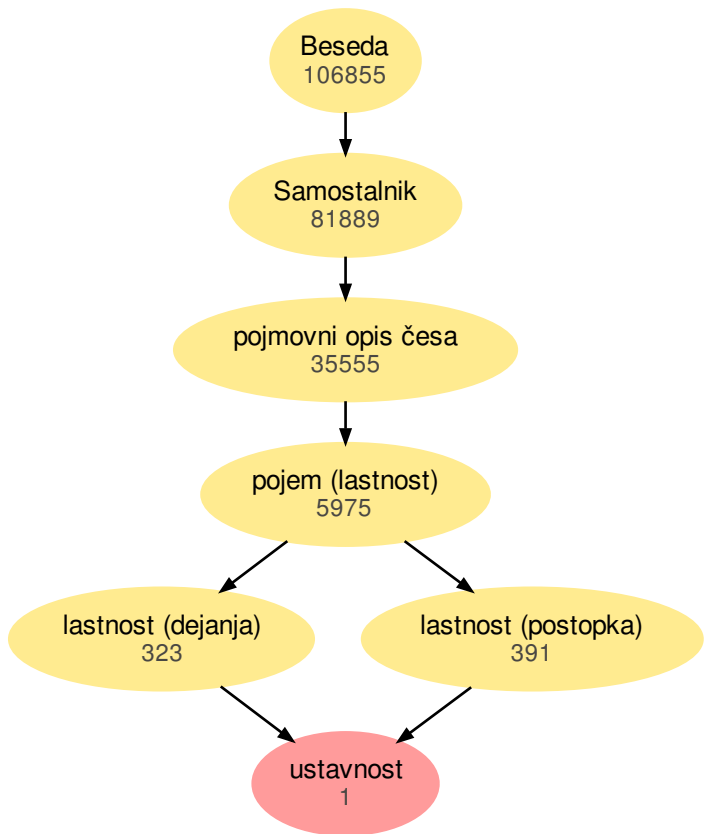 Beseda
106855
Samostalnik
81889
pojmovni opis česa
35555
pojem (lastnost)
5975
lastnost (dejanja)
323
lastnost (postopka)
391
ustavnost
1